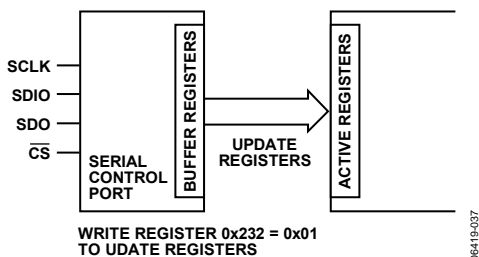 SCLK
SDIO
SDO
CS
SERIAL
CONTROL
PORT
BUFFER REGISTERS
UPDATE
REGISTERS
ACTIVE REGISTERS
WRITE REGISTER 0x232 = 0x01
TO UDATE REGISTERS
06419-037